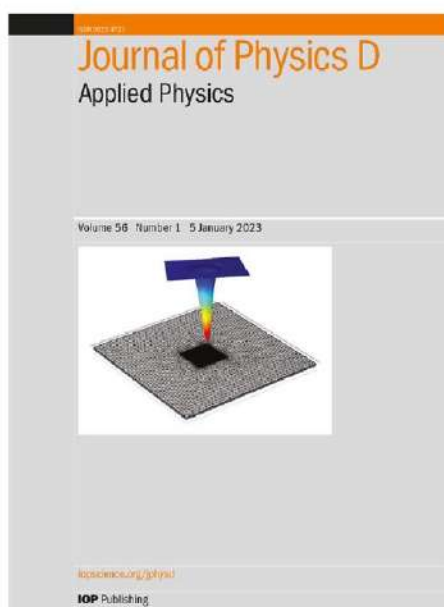 Journal of Physics D
Applied Physics
Volume 56 Number 1 5 January 2023
iopscience.org/jphysd
IOP Publishing